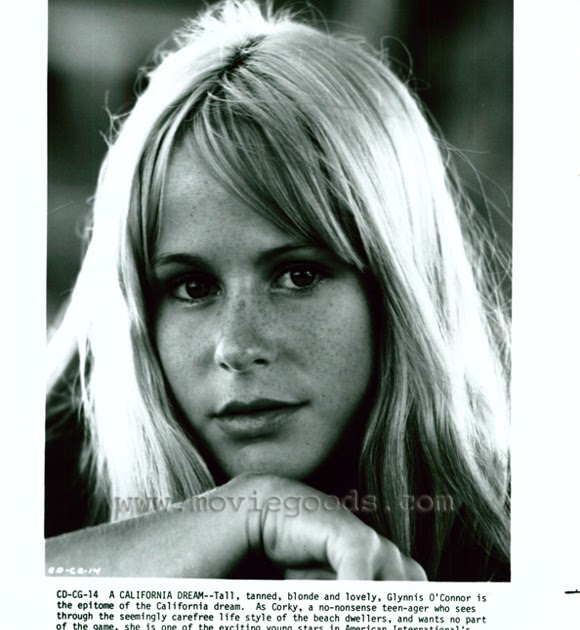 www.moviegoods.com
CD-CG-14
CD-CG-14 A CALIFORNIA DREAM--Tall, tanned, blonde and lovely, Glynnis O'Connor is
the epitome of the California dream. As Corky, a no-nonsense teen-ager who sees
through the seemingly carefree life style of the beach dwellers, and wants no part
of the game, she is one of the exciting young stars in American International's